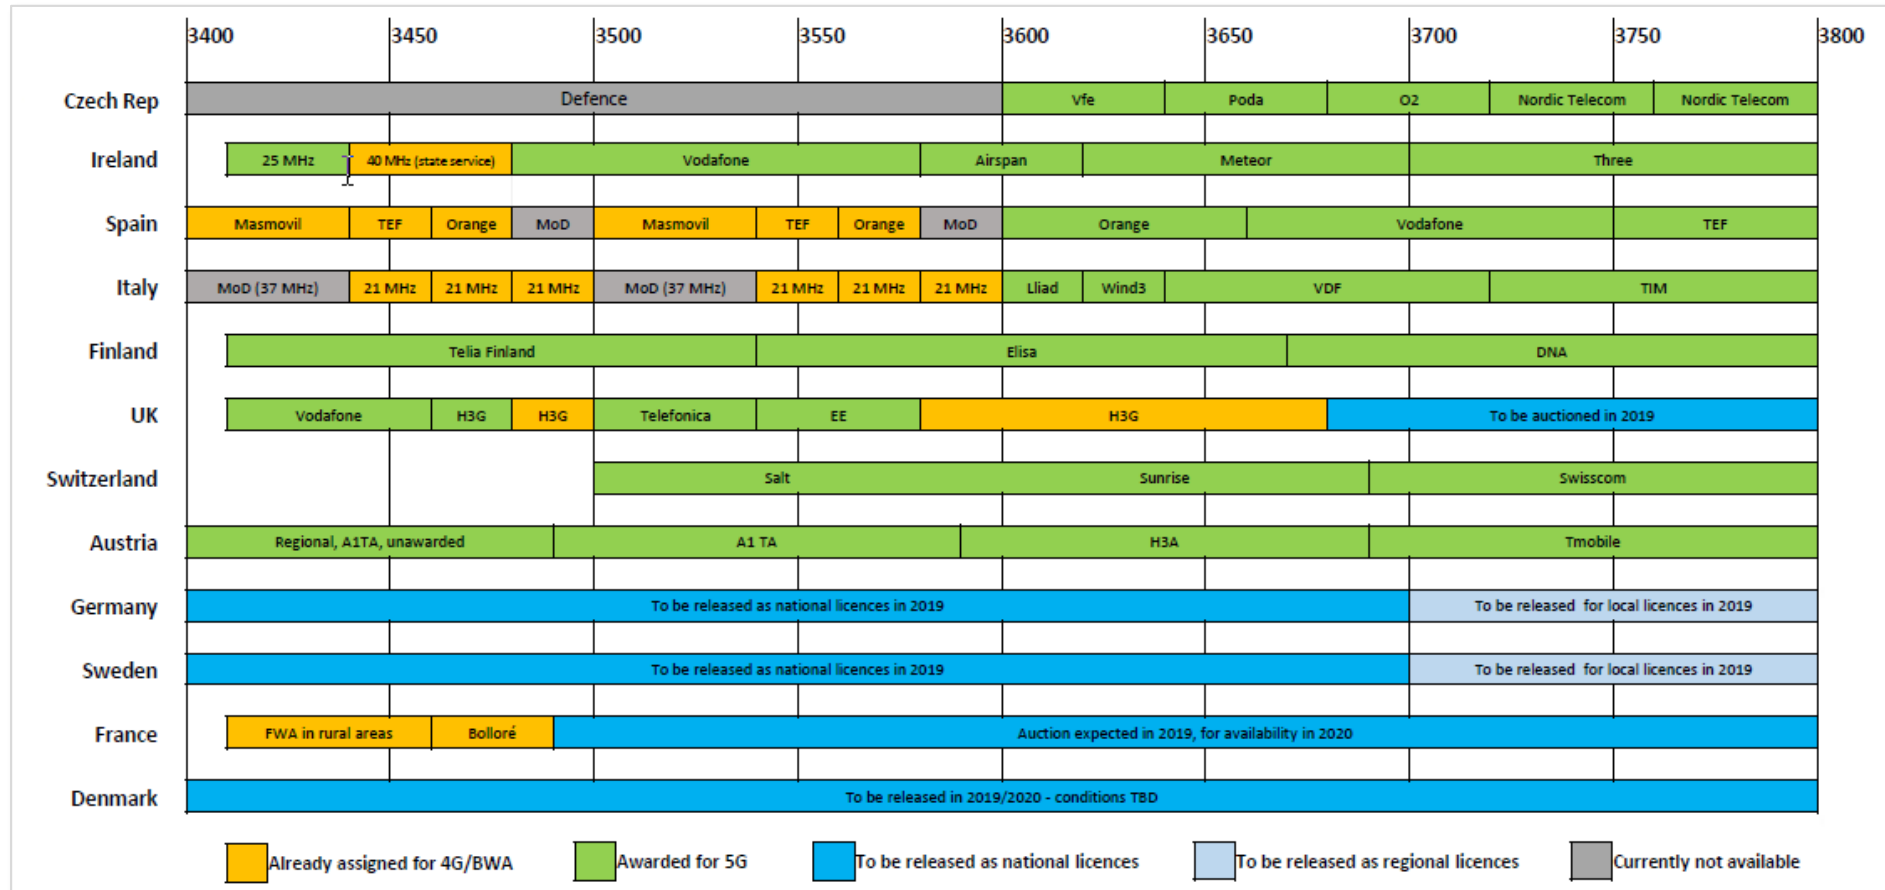 3400 3450 3500 3550 3600 3650 3700 3750 3800
Czech Rep Defence Vfe Poda O2 Nordic Telecom Nordic Telecom
Ireland 25 MHz 40 MHz (state service) Vodafone Airspan Meteor Three
Spain Masmovil TEF Orange MoD Masmovil TEF Orange MoD Orange Vodafone TEF
Italy MoD (37 MHz) 21 MHz 21 MHz 21 MHz MoD (37 MHz) 21 MHz 21 MHz 21 MHz Lliad Wind3 VDF TIM
Finland Telia Finland Elisa DNA
UK Vodafone H3G H3G Telefonica EE H3G To be auctioned in 2019
Switzerland Salt Sunrise Swisscom
Austria Regional, A1TA, unawarded A1 TA H3A Tmobile
Germany To be released as national licences in 2019 To be released for local licences in 2019
Sweden To be released as national licences in 2019 To be released for local licences in 2019
France FWA in rural areas Bolloré Auction expected in 2019, for availability in 2020
Denmark To be released in 2019/2020 - conditions TBD
Already assigned for 4G/BWA Awarded for 5G To be released as national licences To be released as regional licences Currently not available